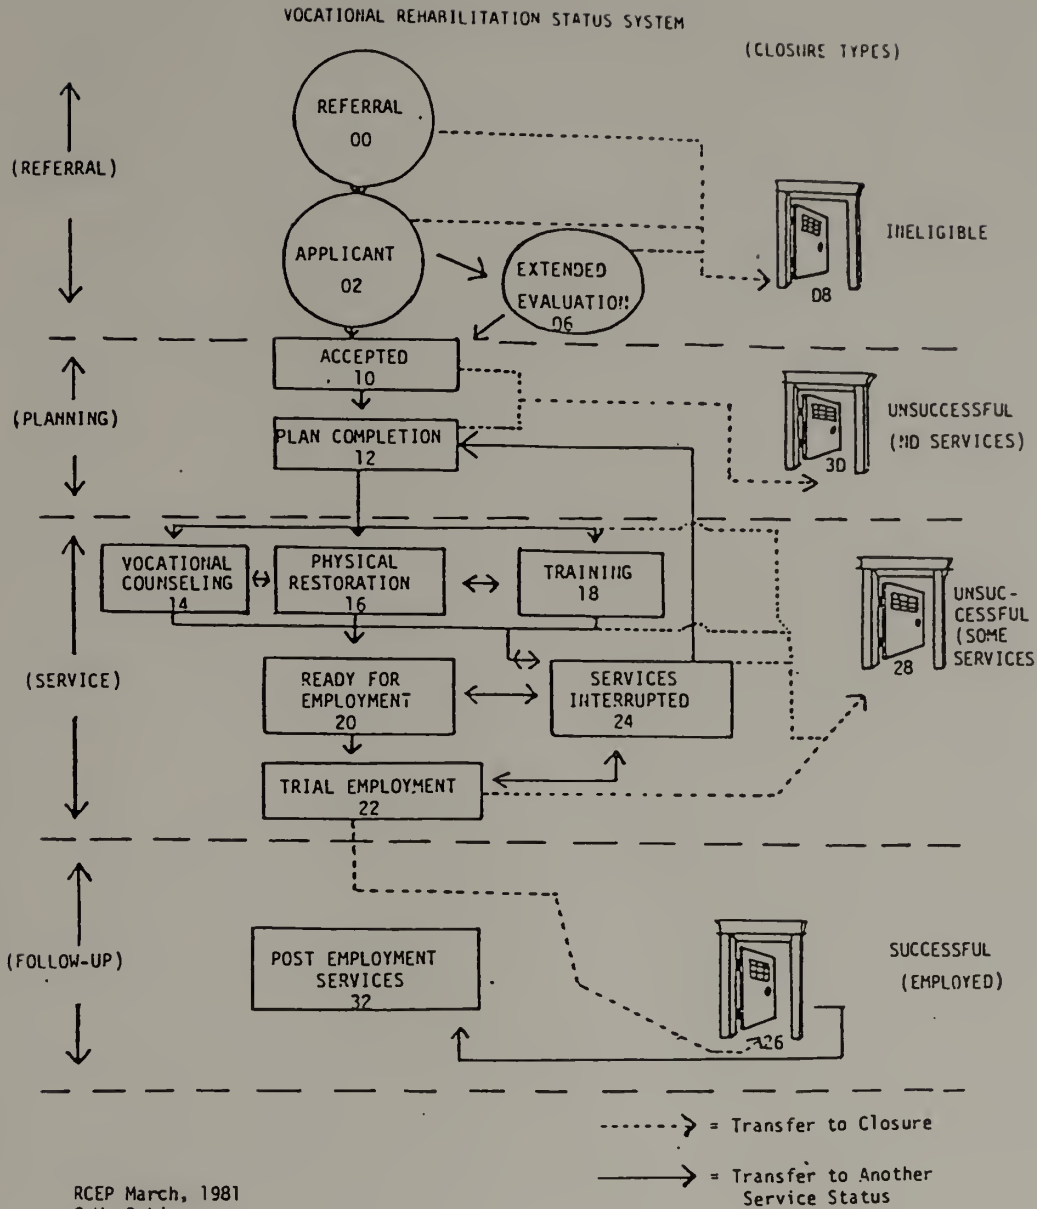 VOCATIONAL REHABILITATION STATUS SYSTEM
(CLOSURE TYPES)
REFERRAL
00
(REFERRAL)
APPLICANT
02
EXTENDED
EVALUATION
06
INELIGIBLE
08
ACCEPTED
10
(PLANNING)
PLAN COMPLETION
12
UNSUCCESSFUL
(NO SERVICES)
30
VOCATIONAL
COUNSELING
14
PHYSICAL
RESTORATION
16
TRAINING
18
UNSUC-
CESSFUL
(SOME
SERVICES
28
(SERVICE)
READY FOR
EMPLOYMENT
20
SERVICES
INTERRUPTED
24
TRIAL EMPLOYMENT
22
(FOLLOW-UP)
POST EMPLOYMENT
SERVICES
32
SUCCESSFUL
(EMPLOYED)
26
= Transfer to Closure
= Transfer to Another
Service Status
RCEP March, 1981